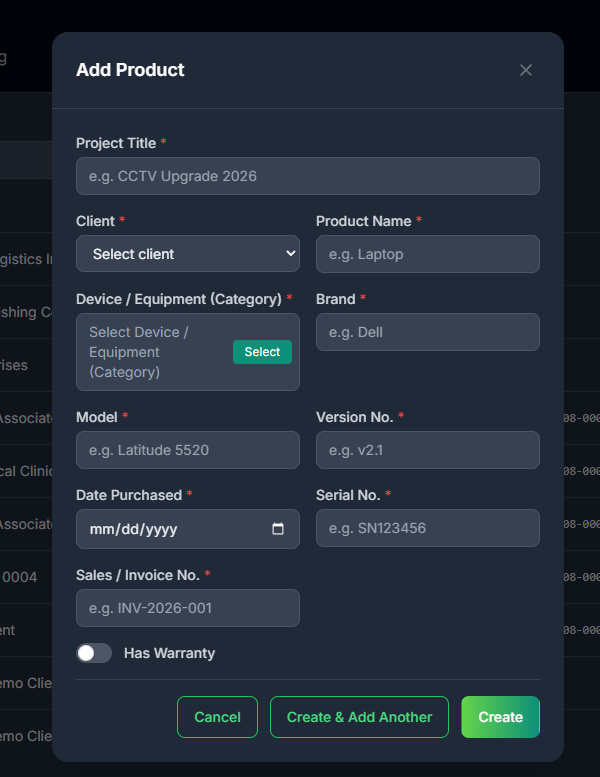 g
Add Product
Project Title *
e.g. CCTV Upgrade 2026
Client *
Product Name *
Select client
e.g. Laptop
gistics
Device / Equipment (Category) *
Brand *
shing
Select Device /
Equipment
(Category)
Select
e.g. Dell
rises
Model *
Version No. *
Associat
08-000
e.g. Latitude 5520
e.g. v2.1
cal Clinic
08-000
Date Purchased *
Serial No. *
mm/dd/yyyy
e.g. SN123456
Associat
08-000
Sales / Invoice No. *
0004
08-000
e.g. INV-2026-001
ent
08-000
Has Warranty
emo Clie
Cancel
Create & Add Another
Create
emo Clie